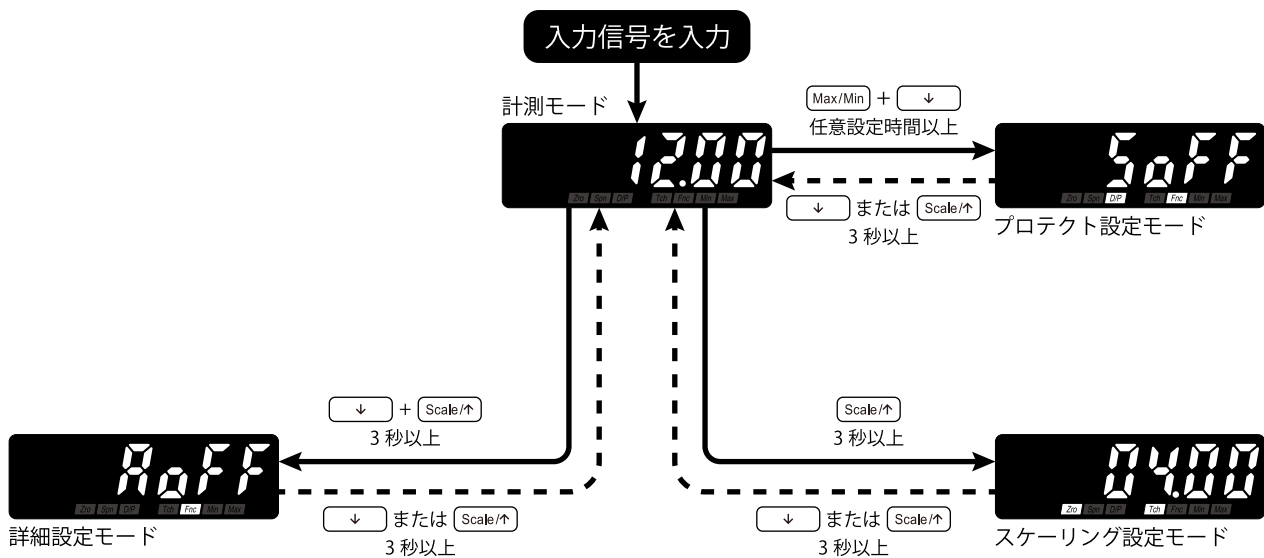 入力信号を入力
計測モード
12.00
Zro Spn D/P Tch Fnc Min Max
Max/Min + ↓
任意設定時間以上
SoFF
Zro Spn D/P Tch Fnc Min Max
プロテクト設定モード
↓ または Scale/↑
3 秒以上
↓ + Scale/↑
3 秒以上
AoFF
Zro Spn D/P Tch Fnc Min Max
詳細設定モード
↓ または Scale/↑
3 秒以上
Scale/↑
3 秒以上
04.00
Zro Spn D/P Tch Fnc Min Max
スケーリング設定モード
↓ または Scale/↑
3 秒以上